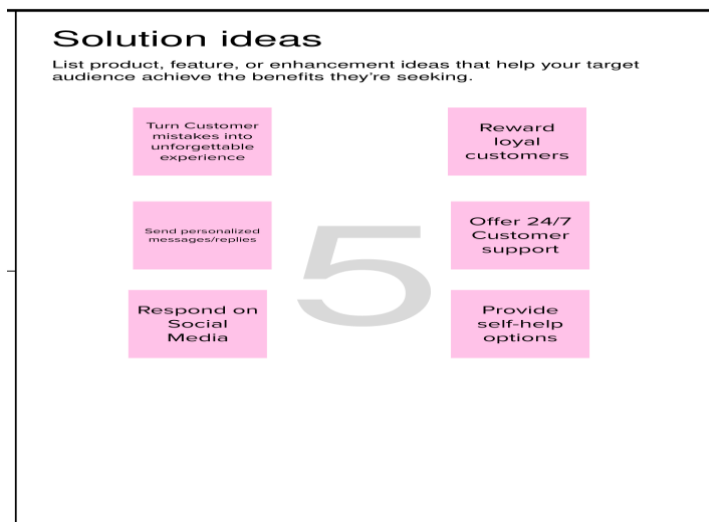 Solution ideas
List product, feature, or enhancement ideas that help your target
audience achieve the benefits they're seeking.
Turn Customer
mistakes into
unforgettable
experience
Reward
loyal
customers
Send personalized
messages/replies
5
Offer 24/7
Customer
support
Respond on
Social
Media
Provide
self-help
options